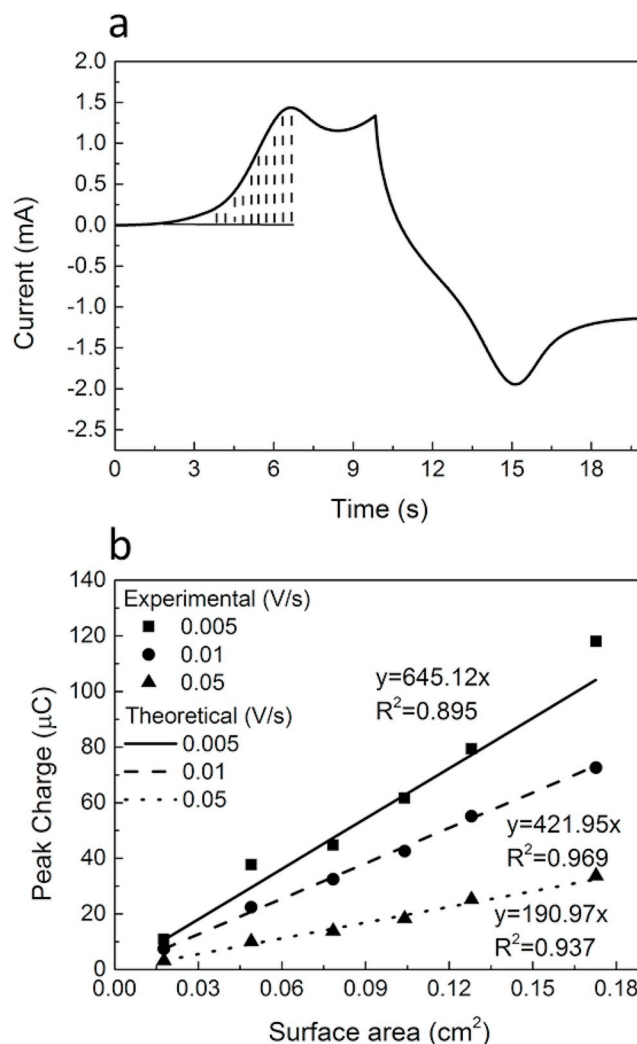 a
2.0
1.5
1.0
0.5
0.0
-0.5
-1.0
-1.5
-2.0
-2.5
Current (mA)
0 3 6 9 12 15 18
Time (s)
b
140
120
100
80
60
40
20
0
Peak Charge (μC)
Experimental (V/s)
0.005
0.01
0.05
Theoretical (V/s)
0.005
0.01
0.05
y=645.12x
R²=0.895
y=421.95x
R²=0.969
y=190.97x
R²=0.937
0.00 0.03 0.06 0.09 0.12 0.15 0.18
Surface area (cm²)